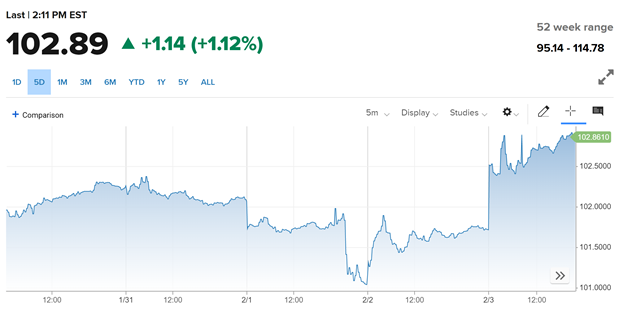 Last | 2:11 PM EST
102.89 ▲ +1.14 (+1.12%)
52 week range
95.14 - 114.78
1D 5D 1M 3M 6M YTD 1Y 5Y ALL
+ Comparison
5m Display Studies
102.8610
102.5000
102.0000
101.5000
101.0000
12:00 1/31 12:00 2/1 12:00 2/2 12:00 2/3 12:00